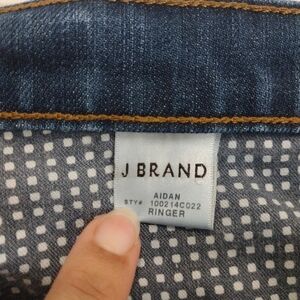 J BRAND
AIDAN
STY# 100214C022
RINGER